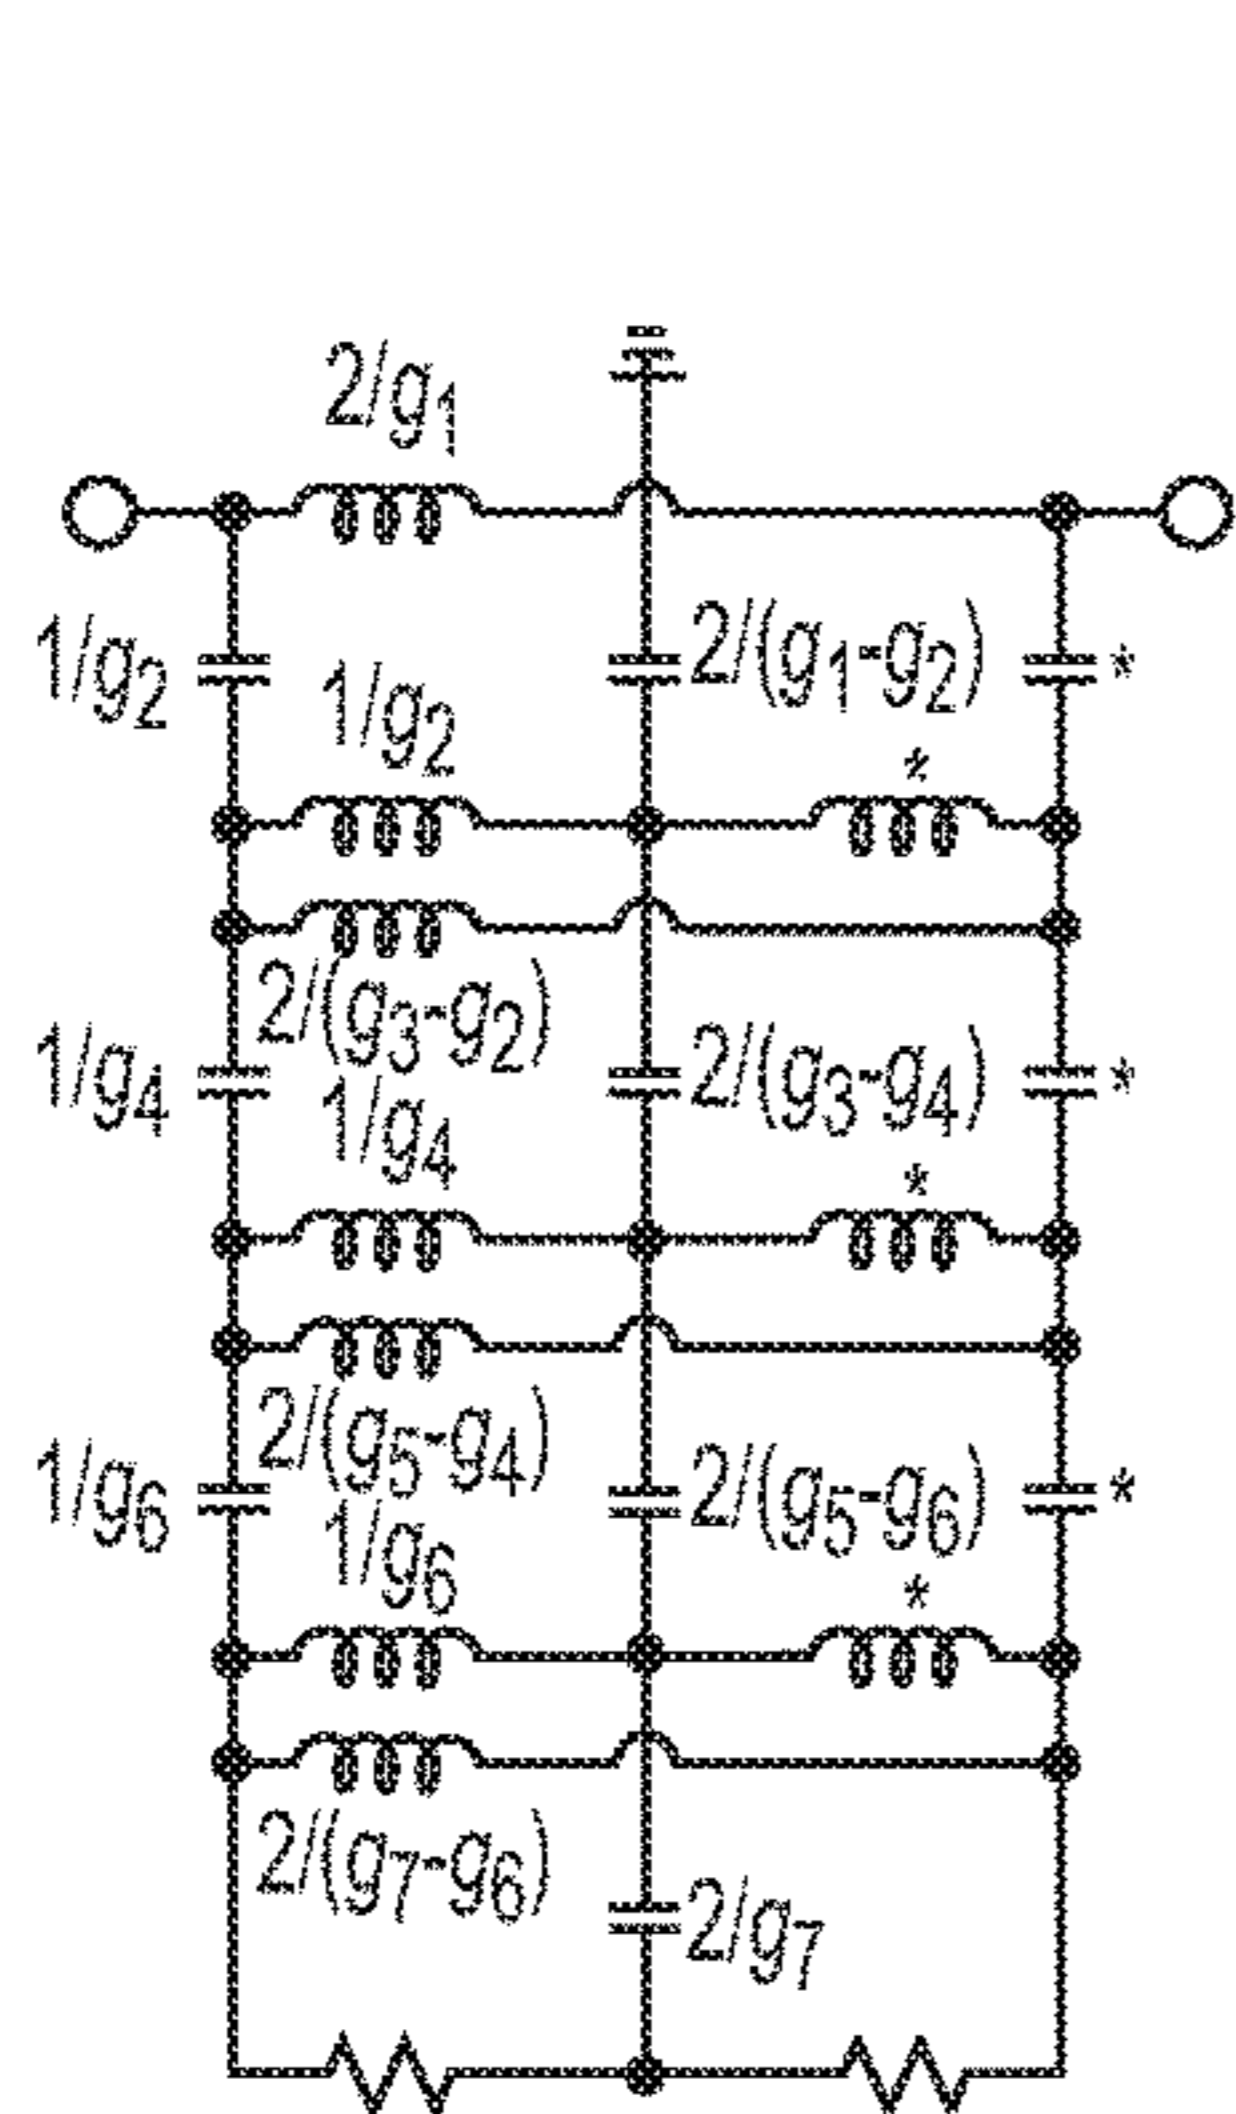 2/g1
1/g2
1/g2
2/(g1-g2)
*
*
2/(g3-g2)
1/g4
1/g4
2/(g3-g4)
*
*
2/(g5-g4)
1/g6
1/g6
2/(g5-g6)
*
*
2/(g7-g6)
2/g7